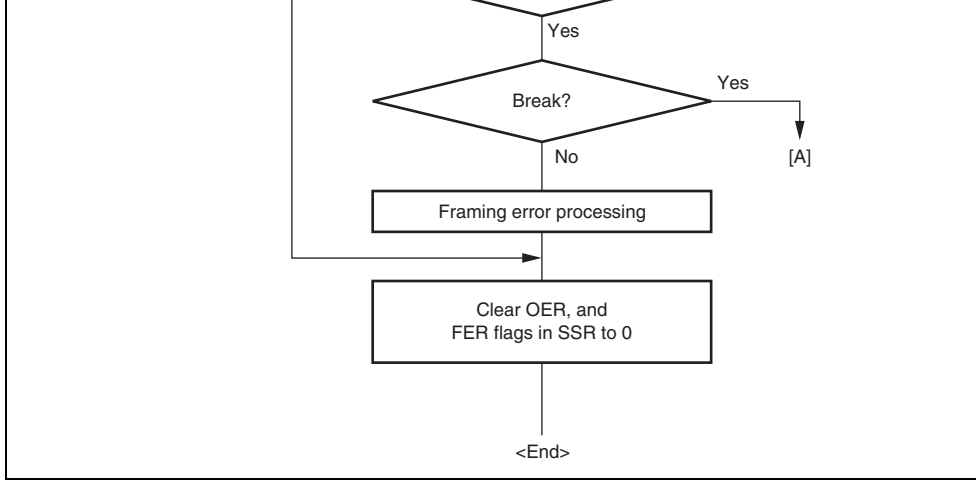 Yes
Yes
Break?
No
[A]
Framing error processing
Clear OER, and
FER flags in SSR to 0
<End>